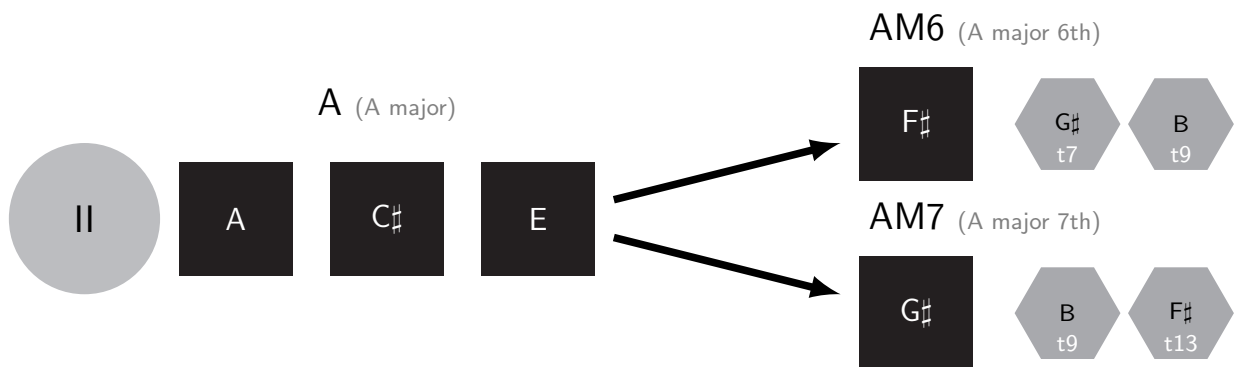 AM6 (A major 6th)
A (A major)
F♯
G♯
t7
B
t9
II
A
C♯
E
AM7 (A major 7th)
G♯
B
t9
F♯
t13